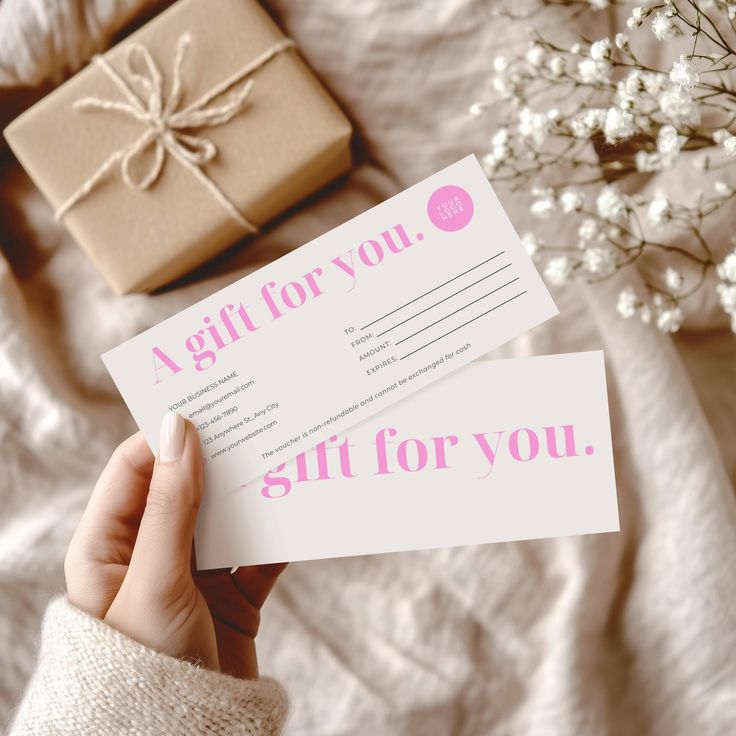 A gift for you.
YOUR
LOGO
HERE
TO:
FROM:
AMOUNT:
EXPIRES:
YOUR BUSINESS NAME
email@youremail.com
+123-456-7890
123 Anywhere St., Any City
www.yourwebsite.com
The voucher is non-refundable and cannot be exchanged for cash
gift for you.